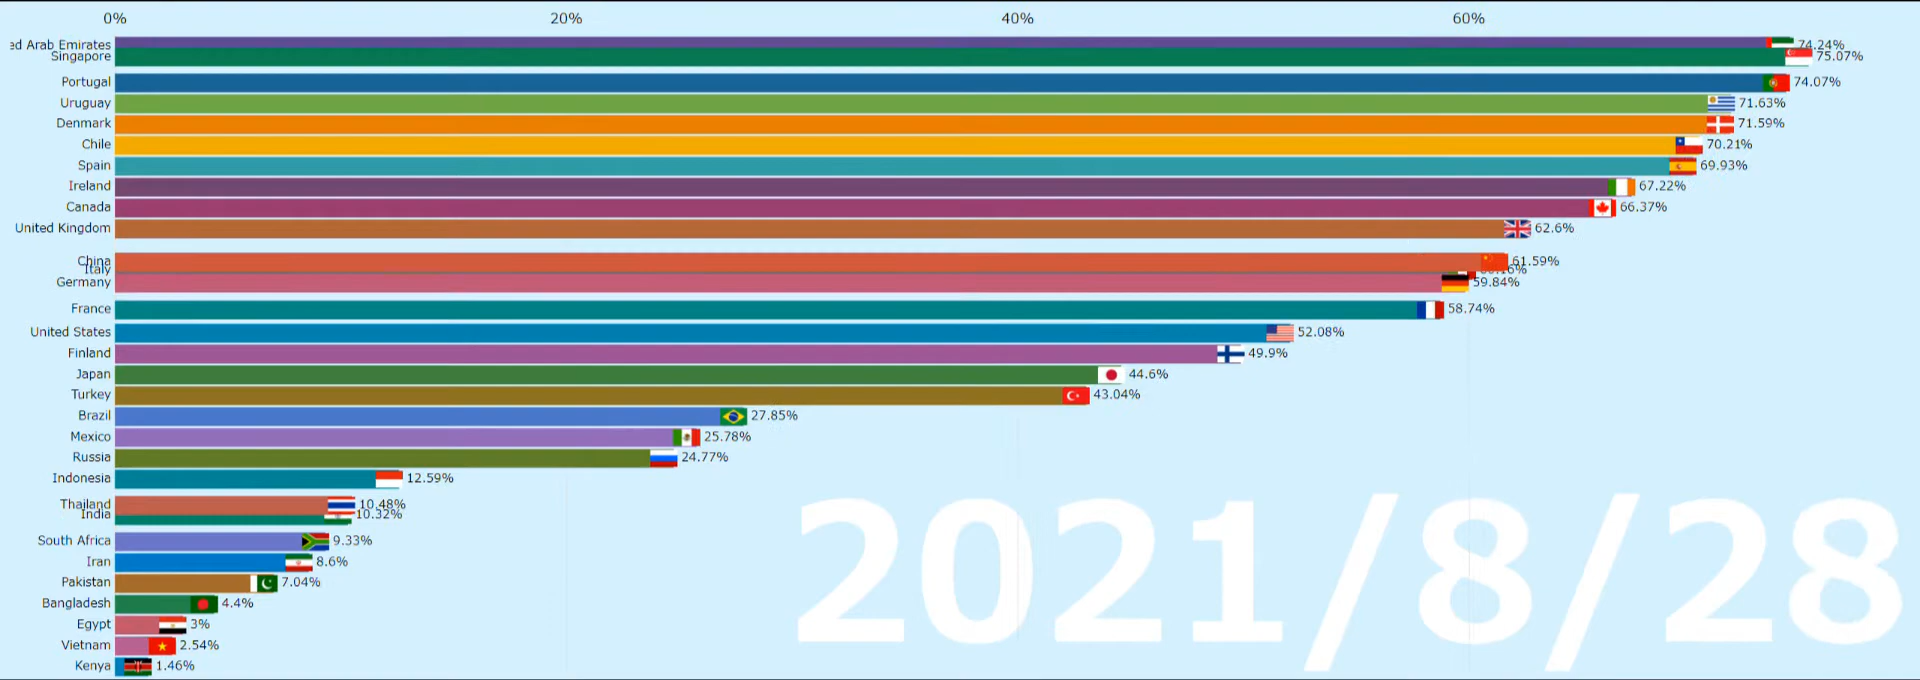 0% 20% 40% 60%
ed Arab Emirates 74.24%
Singapore 75.07%
Portugal 74.07%
Uruguay 71.63%
Denmark 71.59%
Chile 70.21%
Spain 69.93%
Ireland 67.22%
Canada 66.37%
United Kingdom 62.6%
China 61.59%
Italy
Germany 59.84%
France 58.74%
United States 52.08%
Finland 49.9%
Japan 44.6%
Turkey 43.04%
Brazil 27.85%
Mexico 25.78%
Russia 24.77%
Indonesia 12.59%
Thailand 10.48%
India 10.32%
South Africa 9.33%
Iran 8.6%
Pakistan 7.04%
Bangladesh 4.4%
Egypt 3%
Vietnam 2.54%
Kenya 1.46%
2021/8/28